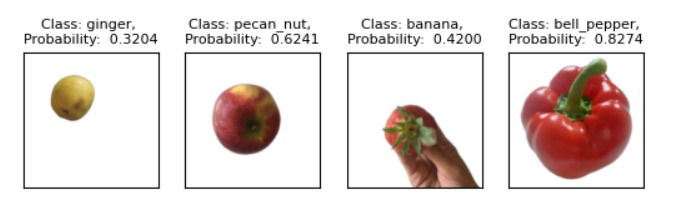 Class: ginger,
Probability:  0.3204
Class: pecan_nut,
Probability:  0.6241
Class: banana,
Probability:  0.4200
Class: bell_pepper,
Probability:  0.8274